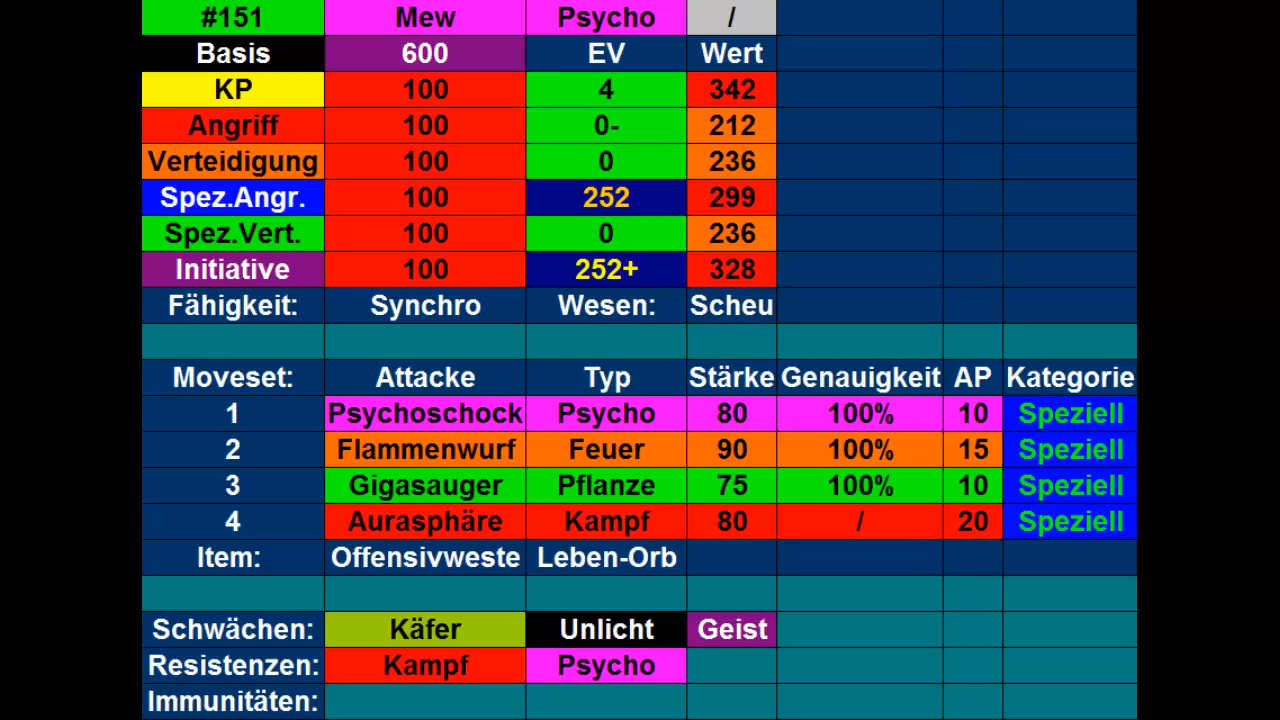 #151 Mew Psycho /
Basis 600 EV Wert
KP 100 4 342
Angriff 100 0- 212
Verteidigung 100 0 236
Spez.Angr. 100 252 299
Spez.Vert. 100 0 236
Initiative 100 252+ 328
Fähigkeit: Synchro Wesen: Scheu
Moveset: Attacke Typ Stärke Genauigkeit AP Kategorie
1 Psychoschock Psycho 80 100% 10 Speziell
2 Flammenwurf Feuer 90 100% 15 Speziell
3 Gigasauger Pflanze 75 100% 10 Speziell
4 Aurasphäre Kampf 80 / 20 Speziell
Item: Offensivweste Leben-Orb
Schwächen: Käfer Unlicht Geist
Resistenzen: Kampf Psycho
Immunitäten: